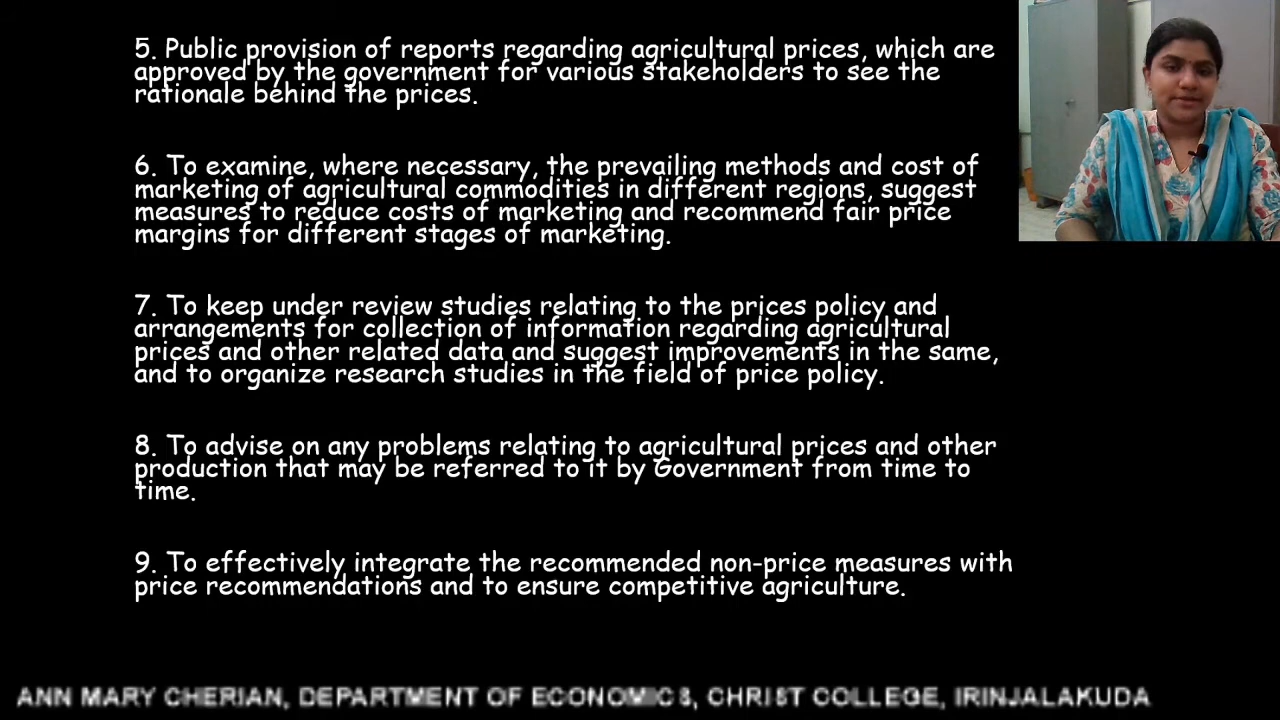 5. Public provision of reports regarding agricultural prices, which are
approved by the government for various stakeholders to see the
rationale behind the prices.
6. To examine, where necessary, the prevailing methods and cost of
marketing of agricultural commodities in different regions, suggest
measures to reduce costs of marketing and recommend fair price
margins for different stages of marketing.
7. To keep under review studies relating to the prices policy and
arrangements for collection of information regarding agricultural
prices and other related data and suggest improvements in the same,
and to organize research studies in the field of price policy.
8. To advise on any problems relating to agricultural prices and other
production that may be referred to it by Government from time to
time.
9. To effectively integrate the recommended non-price measures with
price recommendations and to ensure competitive agriculture.
ANN MARY CHERIAN, DEPARTMENT OF ECONOMICS, CHRIST COLLEGE, IRINJALAKUDA